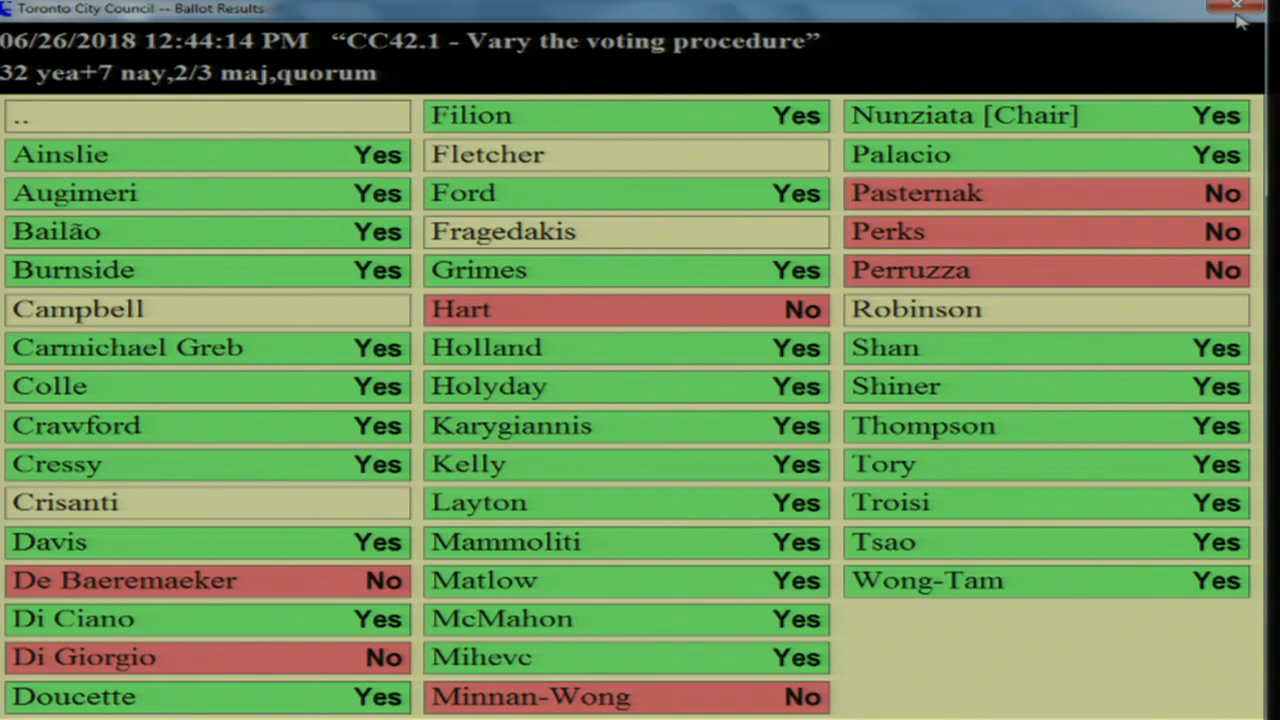 Toronto City Council -- Ballot Results
06/26/2018 12:44:14 PM “CC42.1 - Vary the voting procedure”
32 yea+7 nay,2/3 maj,quorum
..
Ainslie Yes
Augimeri Yes
Bailão Yes
Burnside Yes
Campbell
Carmichael Greb Yes
Colle Yes
Crawford Yes
Cressy Yes
Crisanti
Davis Yes
De Baeremaeker No
Di Ciano Yes
Di Giorgio No
Doucette Yes
Filion Yes
Fletcher
Ford Yes
Fragedakis
Grimes Yes
Hart No
Holland Yes
Holyday Yes
Karygiannis Yes
Kelly Yes
Layton Yes
Mammoliti Yes
Matlow Yes
McMahon Yes
Mihevc Yes
Minnan-Wong No
Nunziata [Chair] Yes
Palacio Yes
Pasternak No
Perks No
Perruzza No
Robinson
Shan Yes
Shiner Yes
Thompson Yes
Tory Yes
Troisi Yes
Tsao Yes
Wong-Tam Yes